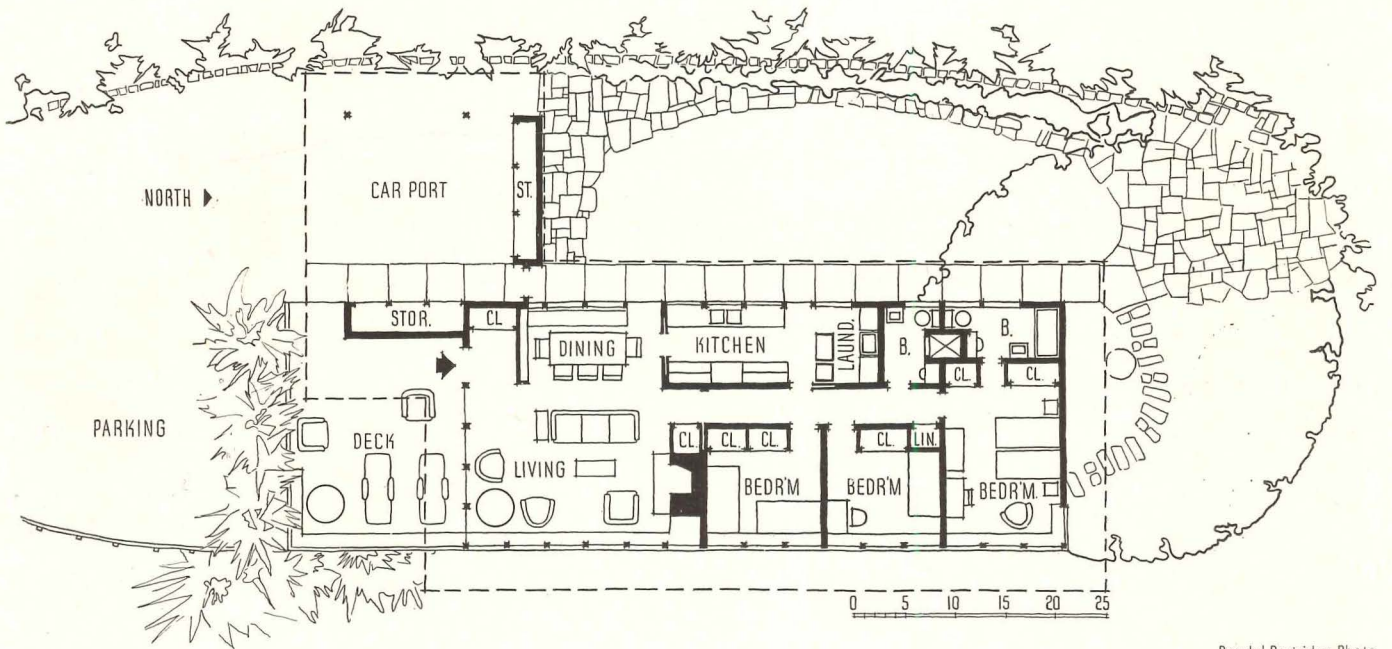 NORTH
CAR PORT
ST.
STOR.
CL.
DINING
KITCHEN
LAUND.
B.
B.
CL.
CL.
PARKING
DECK
LIVING
CL.
CL.
CL.
CL.
LIN.
BEDR'M
BEDR'M
BEDR'M.
0 5 10 15 20 25